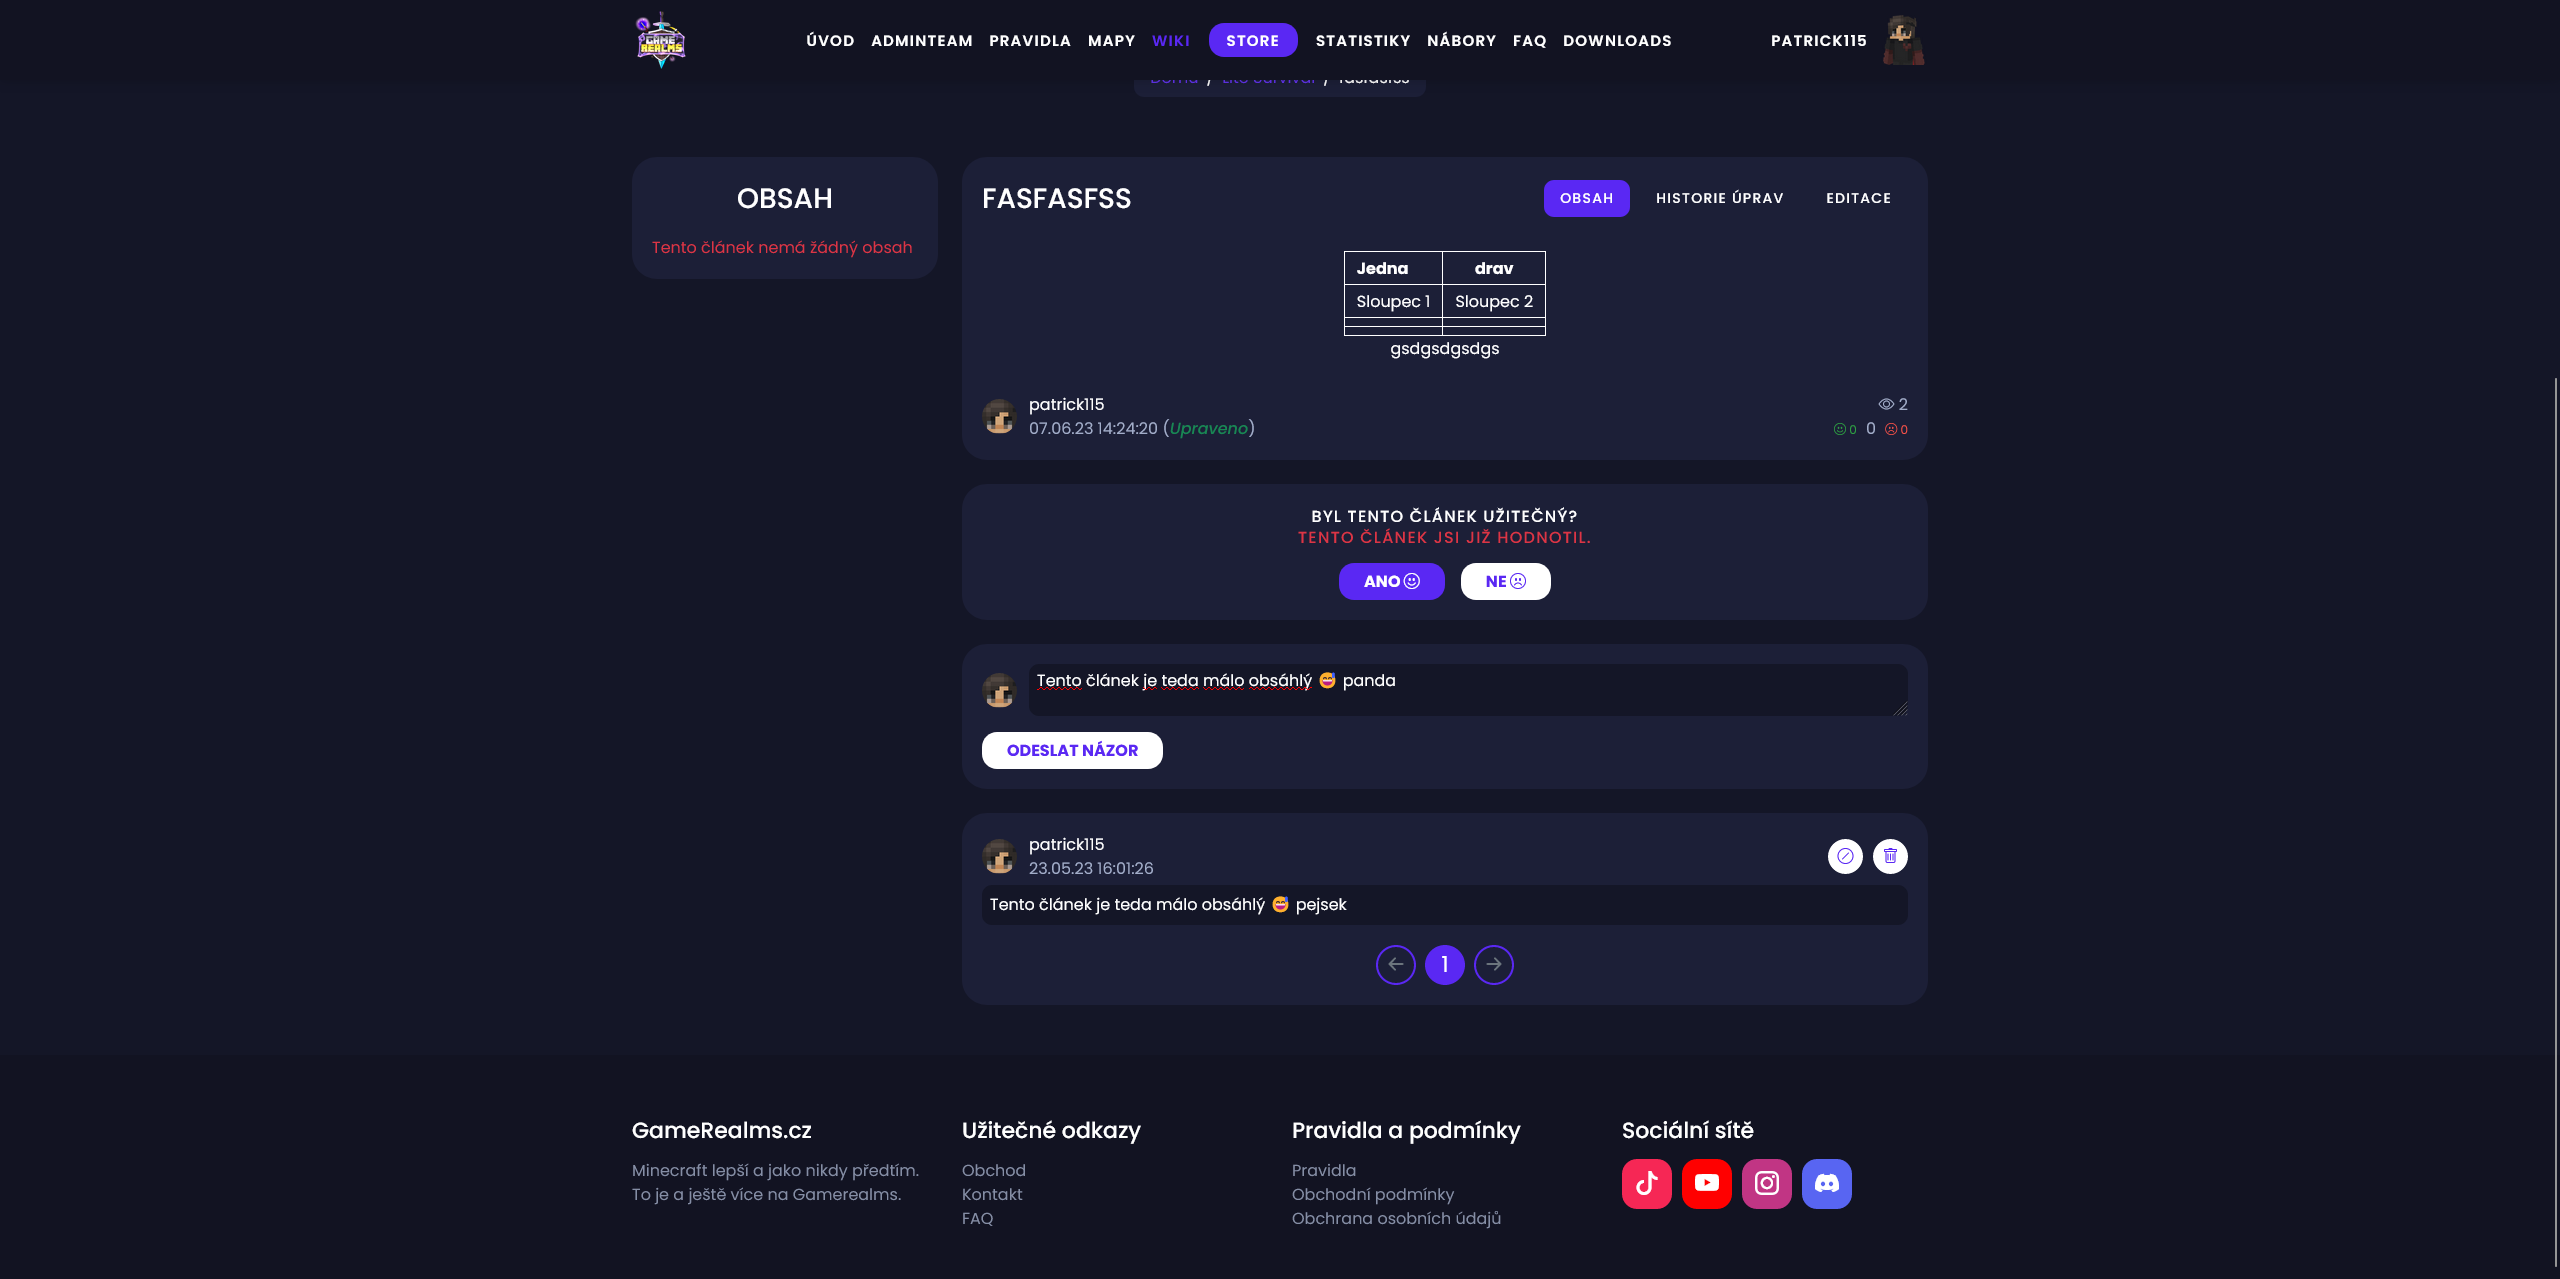 GAME REALMS
ÚVOD ADMINTEAM PRAVIDLA MAPY WIKI STORE STATISTIKY NÁBORY FAQ DOWNLOADS PATRICK115
OBSAH
Tento článek nemá žádný obsah
FASFASFSS OBSAH HISTORIE ÚPRAV EDITACE
Jedna drav
Sloupec 1 Sloupec 2
gsdgsdgsdgs
patrick115 2
07.06.23 14:24:20 (Upraveno) 0 0 0
BYL TENTO ČLÁNEK UŽITEČNÝ?
TENTO ČLÁNEK JSI JIŽ HODNOTIL.
ANO NE
Tento článek je teda málo obsáhlý 😅 panda
ODESLAT NÁZOR
patrick115
23.05.23 16:01:26
Tento článek je teda málo obsáhlý 😅 pejsek
← 1 →
GameRealms.cz
Minecraft lepší a jako nikdy předtím.
To je a ještě více na Gamerealms.
Užitečné odkazy
Obchod
Kontakt
FAQ
Pravidla a podmínky
Pravidla
Obchodní podmínky
Obchrana osobních údajů
Sociální sítě